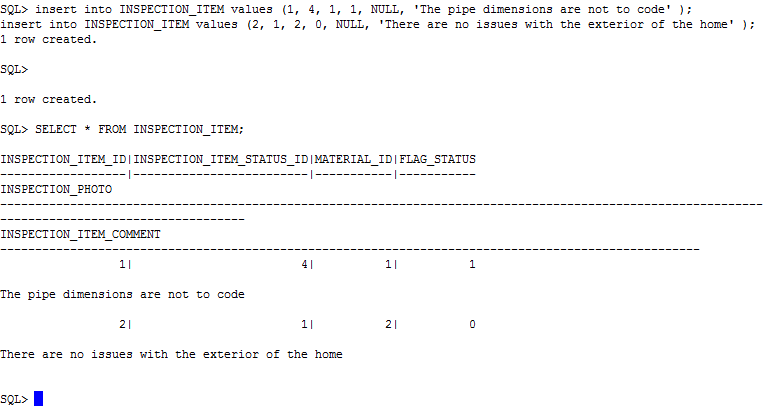 SQL> insert into INSPECTION_ITEM values (1, 4, 1, 1, NULL, 'The pipe dimensions are not to code' );
insert into INSPECTION_ITEM values (2, 1, 2, 0, NULL, 'There are no issues with the exterior of the home' );
1 row created.
SQL>
1 row created.
SQL> SELECT * FROM INSPECTION_ITEM;
INSPECTION_ITEM_ID|INSPECTION_ITEM_STATUS_ID|MATERIAL_ID|FLAG_STATUS
------------------|-------------------------|-----------|-----------
INSPECTION_PHOTO
-------------------------------------------------------------------------------------------------------------
-----------------------------------
INSPECTION_ITEM_COMMENT
----------------------------------------------------------------------------------------------------
1| 4| 1| 1
The pipe dimensions are not to code
2| 1| 2| 0
There are no issues with the exterior of the home
SQL>